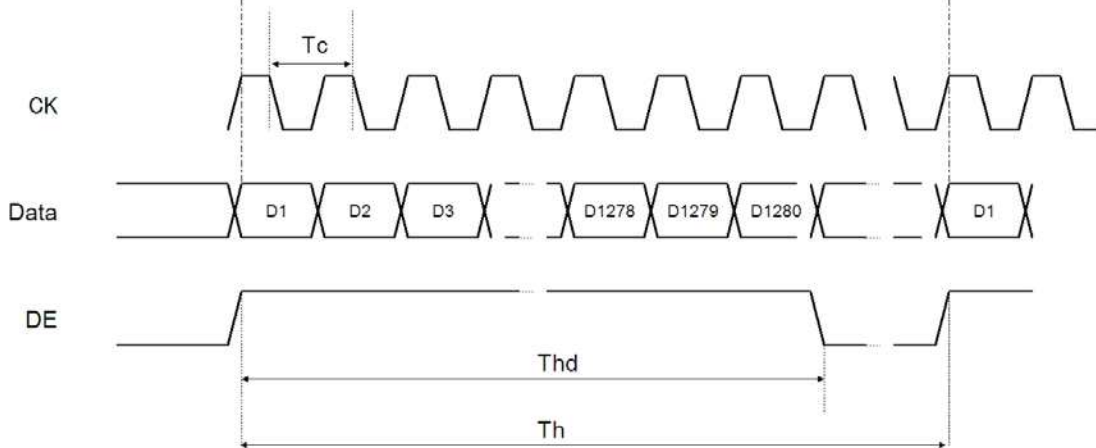 Tc
CK
Data D1 D2 D3 D1278 D1279 D1280 D1
DE
Thd
Th